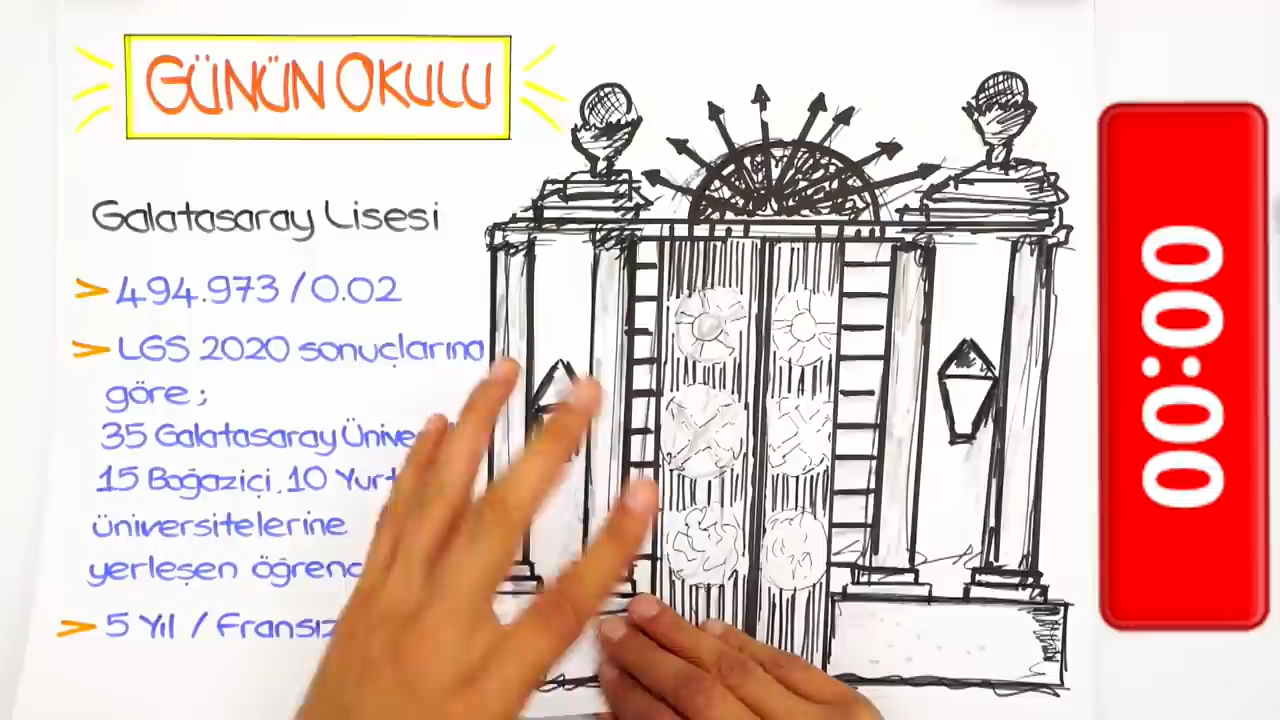 GÜNÜN OKULU
Galatasaray Lisesi
> 494.973 / 0.02
> LGS 2020 sonuçlarına
göre ;
35 Galatasaray
15 Boğaziçi, 10
üniversitelerine
yerleşen
> 5 Yıl /
00:00